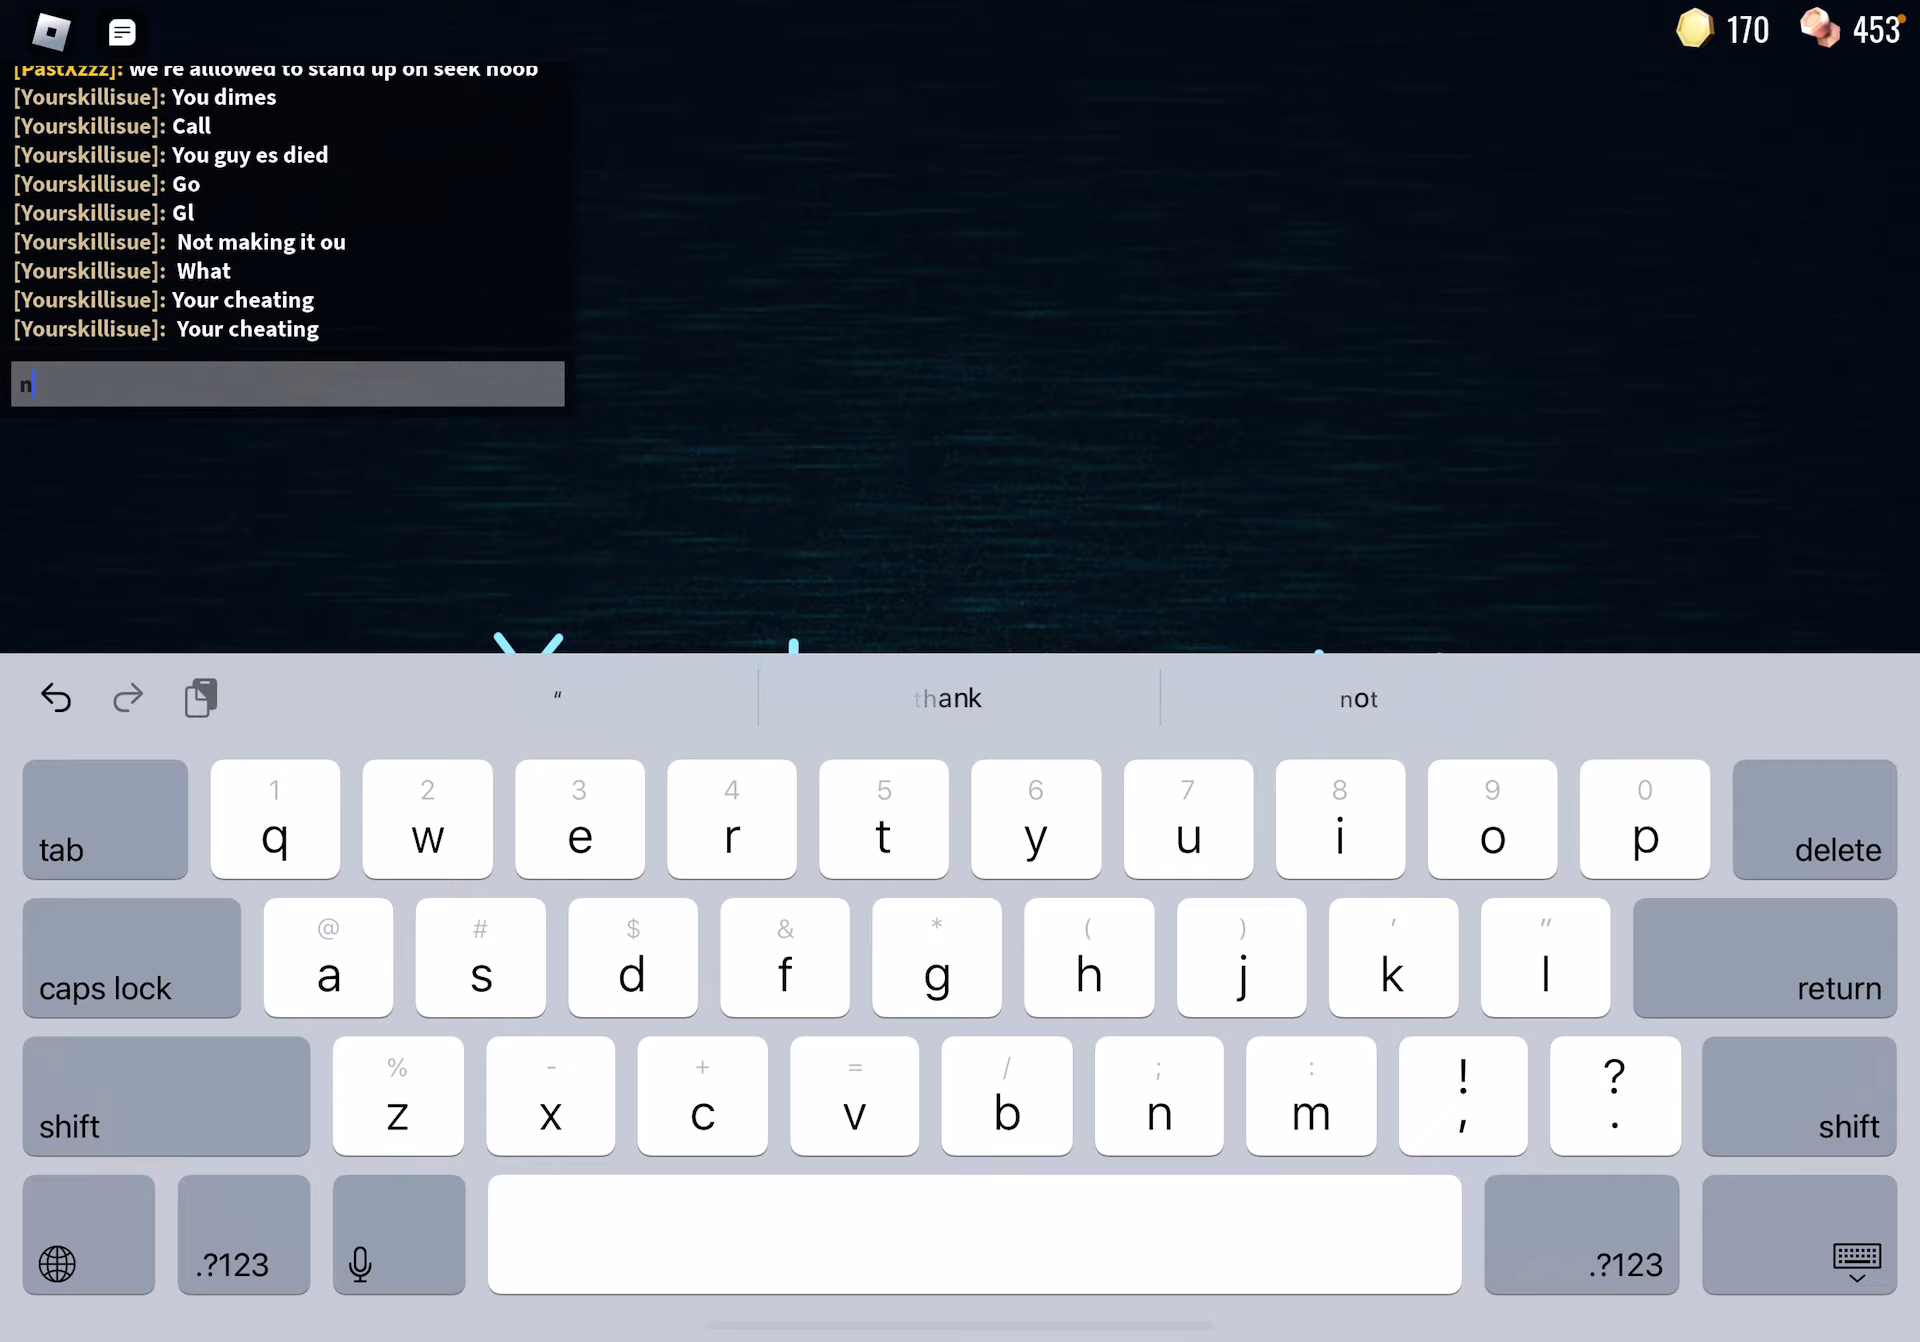 170 453
[PastXzzz]: we're allowed to stand up on seek noob
[Yourskillisue]: You dimes
[Yourskillisue]: Call
[Yourskillisue]: You guy es died
[Yourskillisue]: Go
[Yourskillisue]: Gl
[Yourskillisue]: Not making it ou
[Yourskillisue]: What
[Yourskillisue]: Your cheating
[Yourskillisue]: Your cheating
n
“ thank not
tab 1 q 2 w 3 e 4 r 5 t 6 y 7 u 8 i 9 o 0 p delete
caps lock @ a # s $ d & f * g ( h ) j ' k " l return
shift % z - x + c = v / b ; n : m ! , ? . shift
.?123 .?123